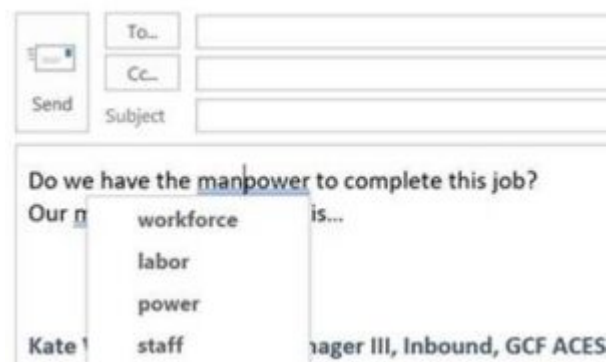 To...
Cc...
Send
Subject
Do we have the manpower to complete this job?
Our is...
workforce
labor
power
staff
Kate III, Inbound, GCF ACES